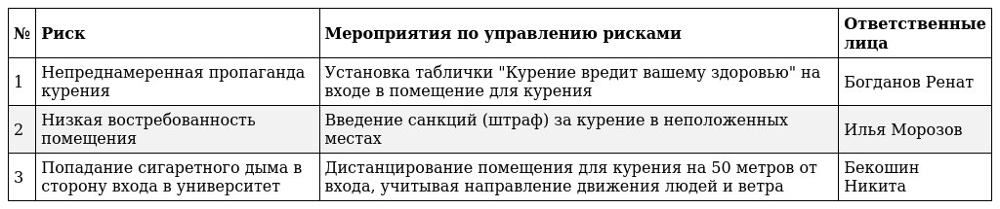 № Риск Мероприятия по управлению рисками Ответственные лица
1 Непреднамеренная пропаганда курения Установка таблички "Курение вредит вашему здоровью" на входе в помещение для курения Богданов Ренат
2 Низкая востребованность помещения Введение санкций (штраф) за курение в неположенных местах Илья Морозов
3 Попадание сигаретного дыма в сторону входа в университет Дистанцирование помещения для курения на 50 метров от входа, учитывая направление движения людей и ветра Бекошин Никита